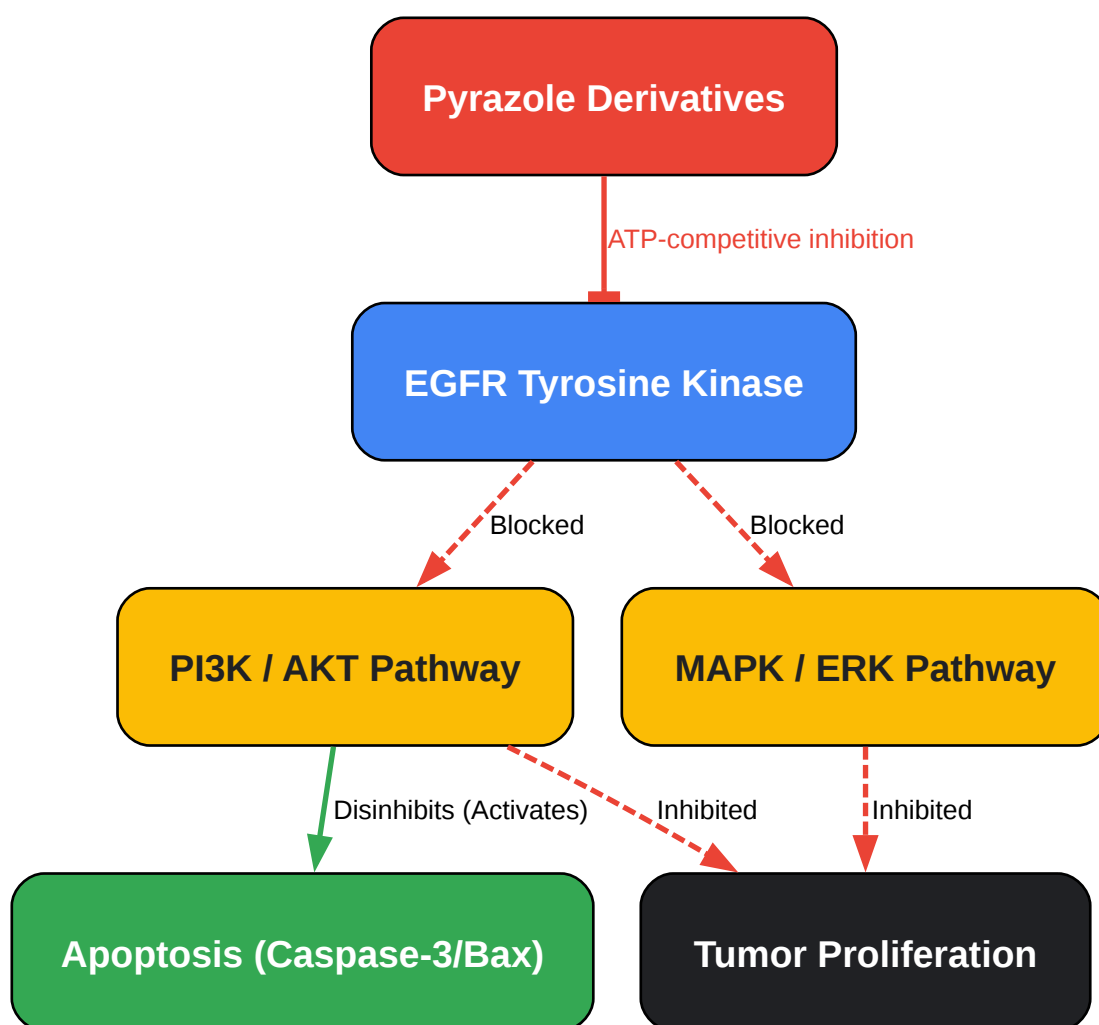 Pyrazole Derivatives
ATP-competitive inhibition
EGFR Tyrosine Kinase
Blocked
Blocked
PI3K / AKT Pathway
MAPK / ERK Pathway
Disinhibits (Activates)
Inhibited
Inhibited
Apoptosis (Caspase-3/Bax)
Tumor Proliferation